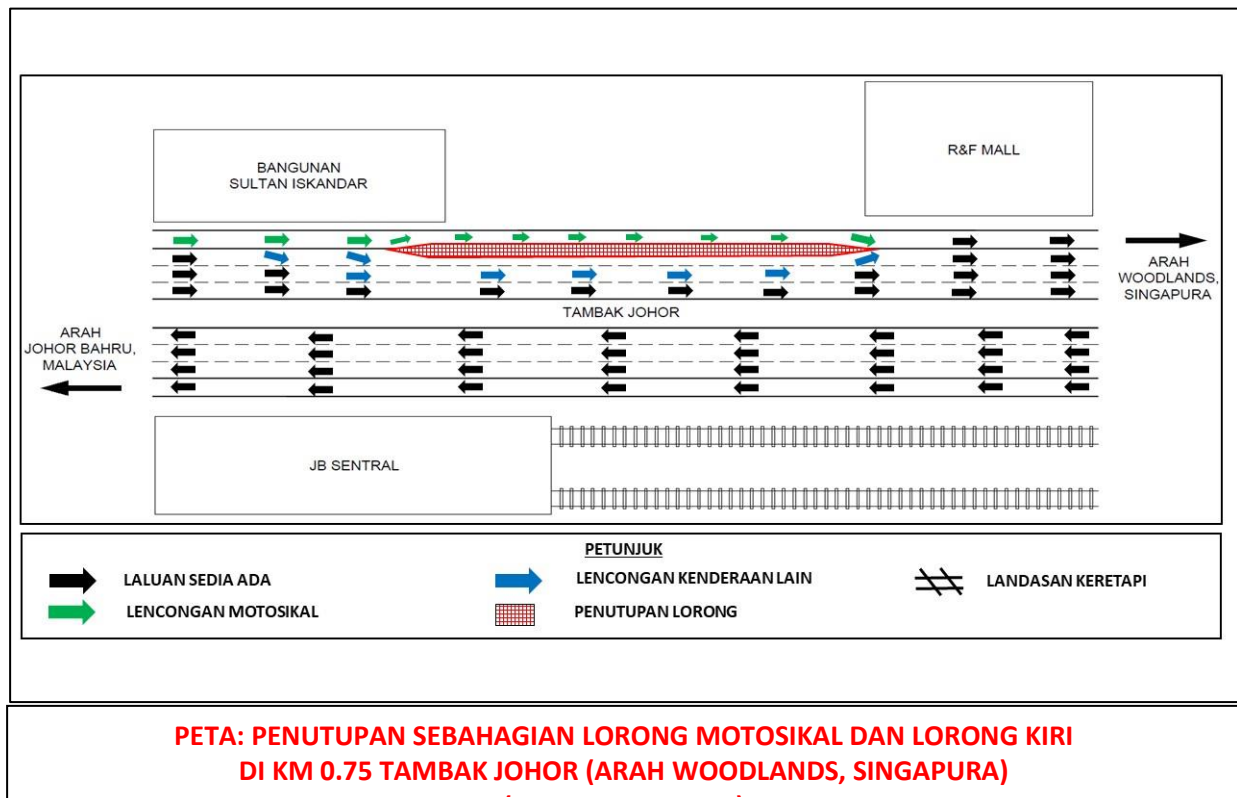 BANGUNAN
SULTAN ISKANDAR
R&F MALL
ARAH
WOODLANDS,
SINGAPURA
TAMBAK JOHOR
ARAH
JOHOR BAHRU,
MALAYSIA
JB SENTRAL
PETUNJUK
LALUAN SEDIA ADA
LENCONGAN KENDERAAN LAIN
LANDASAN KERETAPI
LENCONGAN MOTOSIKAL
PENUTUPAN LORONG
PETA: PENUTUPAN SEBAHAGIAN LORONG MOTOSIKAL DAN LORONG KIRI
DI KM 0.75 TAMBAK JOHOR (ARAH WOODLANDS, SINGAPURA)